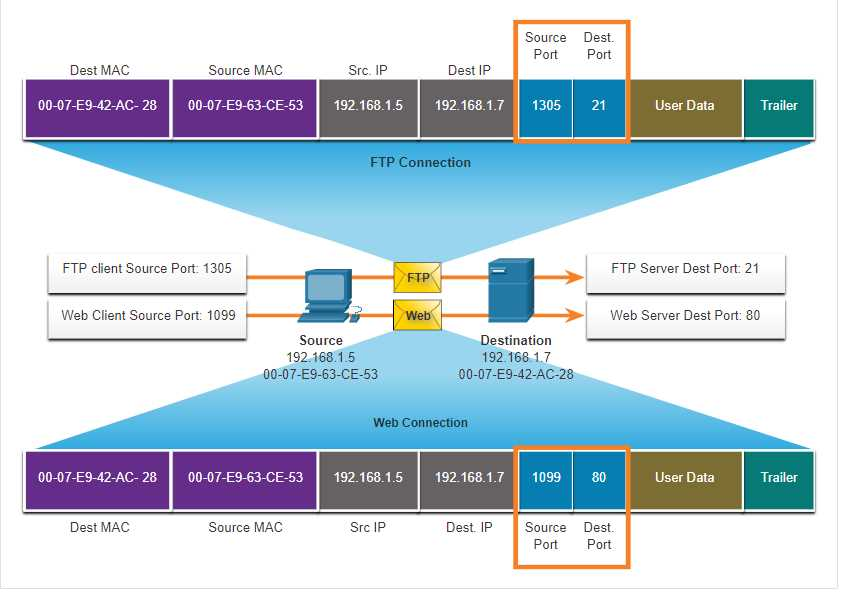 Source Dest.
Port Port
Dest MAC Source MAC Src. IP Dest IP
00-07-E9-42-AC- 28 00-07-E9-63-CE-53 192.168.1.5 192.168.1.7 1305 21 User Data Trailer
FTP Connection
FTP client Source Port: 1305 FTP FTP Server Dest Port: 21
Web Client Source Port: 1099 Web Web Server Dest Port: 80
Source Destination
192.168.1.5 192.168.1.7
00-07-E9-63-CE-53 00-07-E9-42-AC-28
Web Connection
00-07-E9-42-AC- 28 00-07-E9-63-CE-53 192.168.1.5 192.168.1.7 1099 80 User Data Trailer
Dest MAC Source MAC Src IP Dest. IP Source Dest.
Port Port